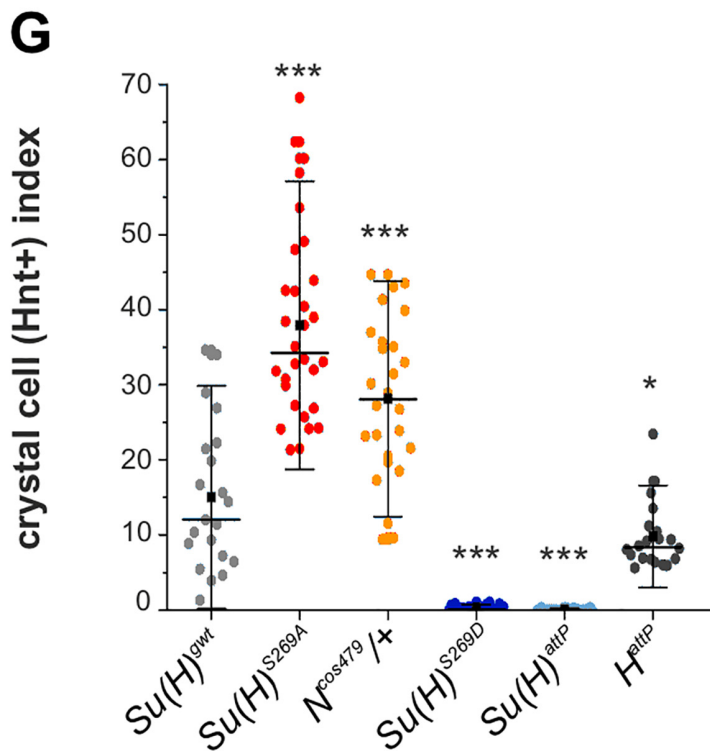 G
crystal cell (Hnt+) index
70
60
50
40
30
20
10
0
***
***
***
***
*
Su(H)gwt
Su(H)S269A
Ncos479/+
Su(H)S269D
Su(H)attP
HattP